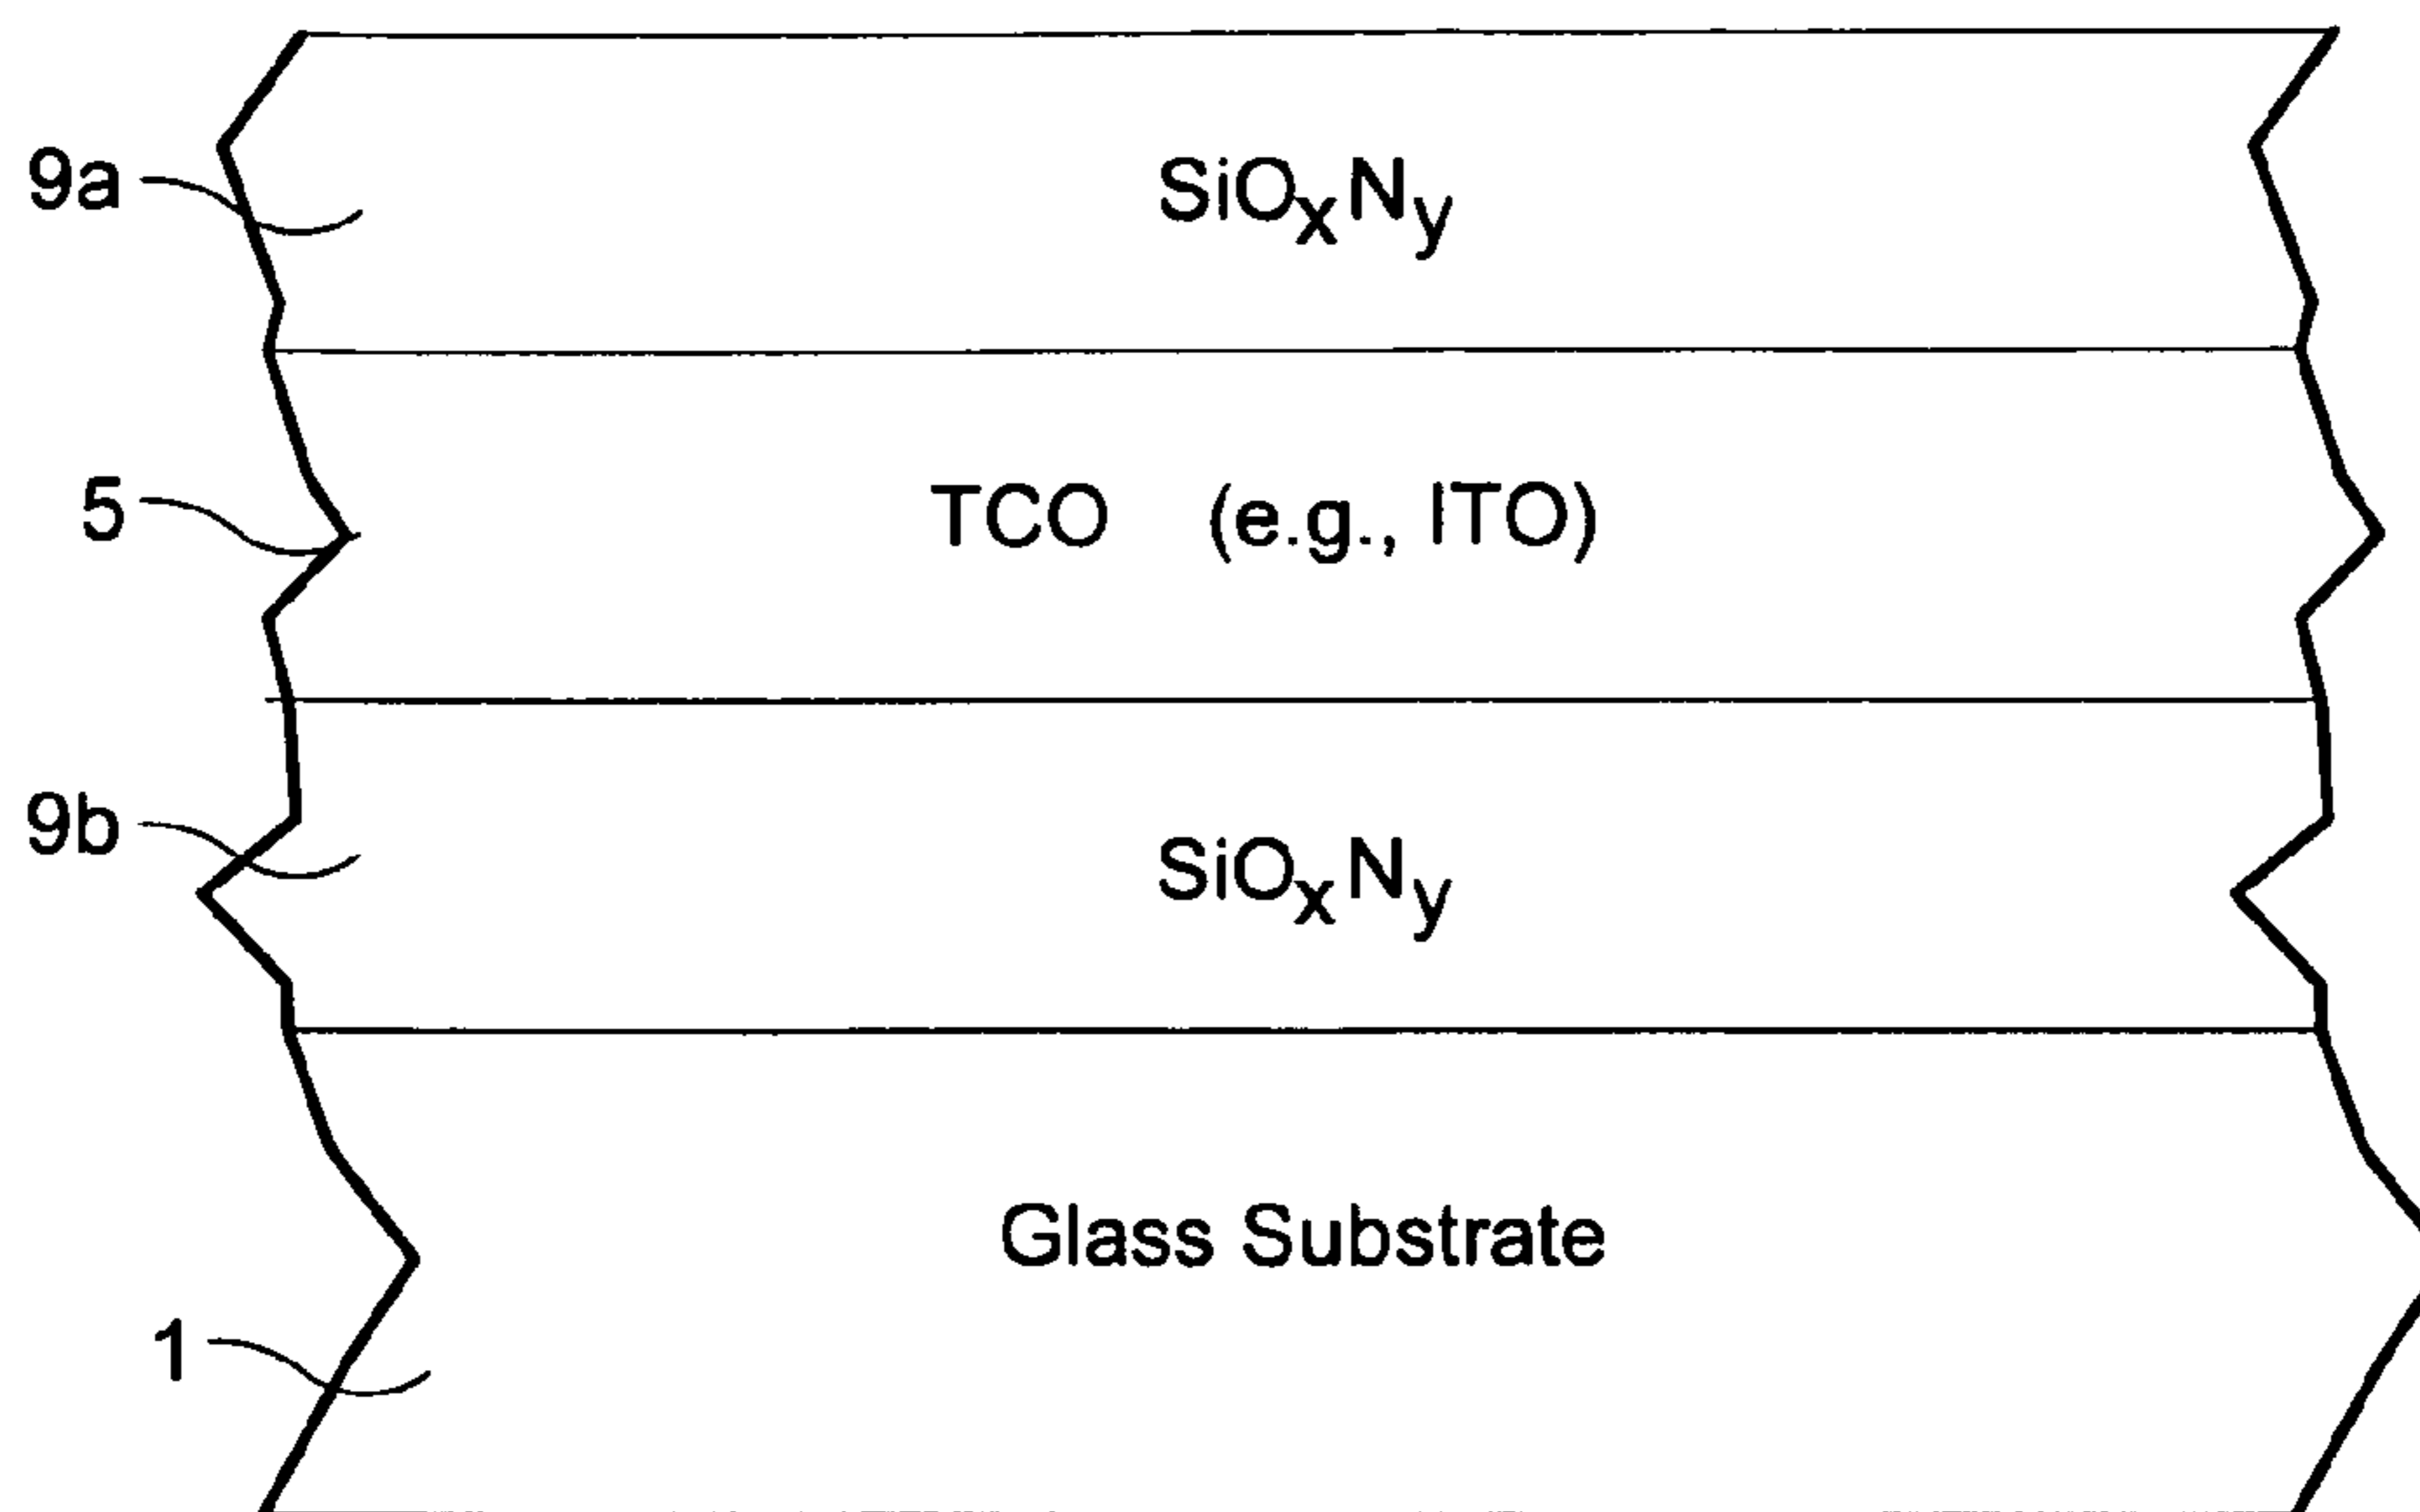 9a SiOxNy
5 TCO (e.g., ITO)
9b SiOxNy
Glass Substrate
1